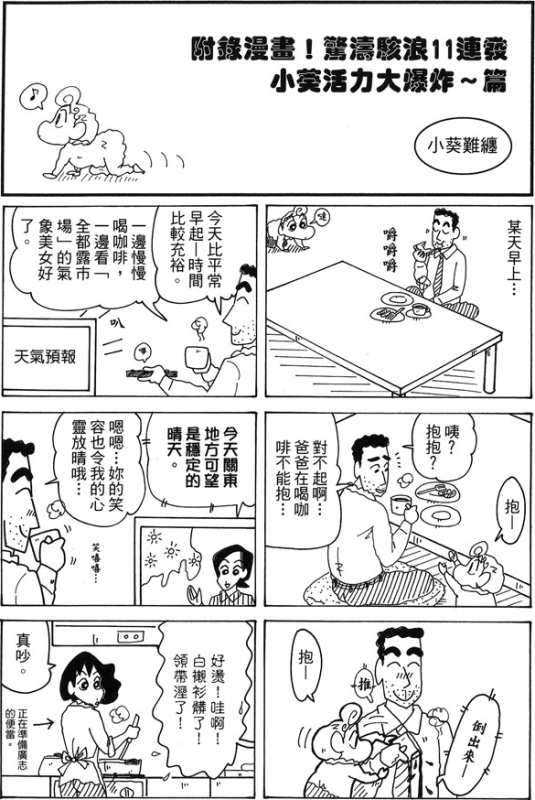 附錄漫畫!驚濤駭浪11連發
小葵活力大爆炸~篇
小葵難纏
某天早上…
嚼
嚼
嚼
噠
今天比平常
早起一時間
比較充裕。
一邊慢慢
喝咖啡,
一邊看「
全都露市
場」的氣
象美女好
了。
叭
嗶
天氣預報
抱一
咦?
抱抱?
對不起啊…
爸爸在喝咖
啡不能抱…
今天關東
地方可望
是穩定的
晴天。
嗯嗯…妳的笑
容也令我的心
靈放晴哦…
笑嘻嘻…
抱一
推
倒出來一
好燙!哇啊!
白襯衫髒了!
領帶溼了!
真吵。
正在準備廣志
的便當。